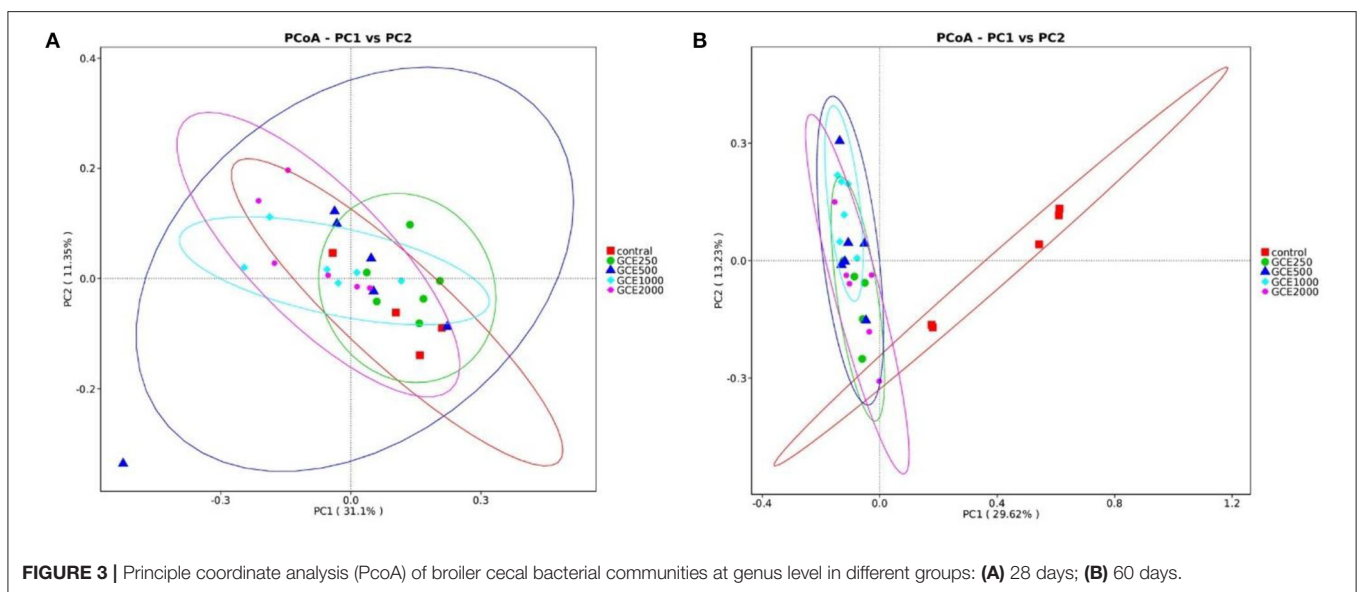 A
PCoA - PC1 vs PC2
0.4
0.2
0.0
-0.2
PC2 ( 11.35% )
-0.3
0.0
0.3
PC1 ( 31.1% )
contral
GCE250
GCE500
GCE1000
GCE2000
B
PCoA - PC1 vs PC2
0.3
0.0
-0.3
PC2 ( 13.23% )
-0.4
0.0
0.4
0.8
1.2
PC1 ( 29.62% )
control
GCE250
GCE500
GCE1000
GCE2000
FIGURE 3 | Principle coordinate analysis (PcoA) of broiler cecal bacterial communities at genus level in different groups: (A) 28 days; (B) 60 days.